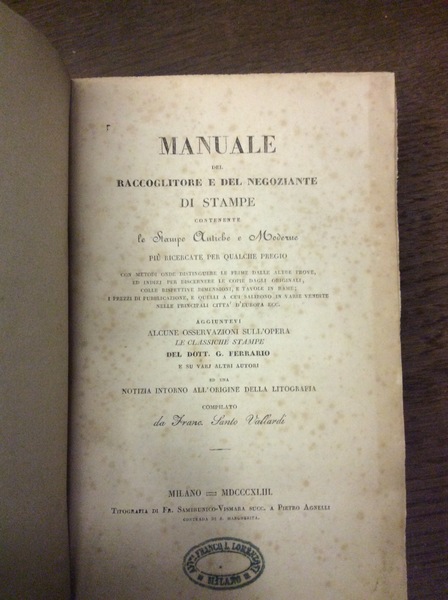 MANUALE
DEL
RACCOGLITORE E DEL NEGOZIANTE
DI STAMPE
CONTENENTE
le Stampe Antiche e Moderne
PIÙ RICERCATE PER QUALCHE PREGIO
CON METODI ONDE DISTINGUERE LE PRIME DALLE ALTRE PROVE,
ED INDIZJ PER DISCERNERE LE COPIE DAGLI ORIGINALI,
COLLE RISPETTIVE DIMENSIONI, E TAVOLE IN RAME;
I PREZZI DI PUBBLICAZIONE, E QUELLI A CUI SALIRONO IN VARIE VENDITE
NELLE PRINCIPALI CITTA' D'EUROPA ECC.
AGGIUNTEVI
ALCUNE OSSERVAZIONI SULL'OPERA
LE CLASSICHE STAMPE
DEL DOTT. G. FERRARIO
E SU VARJ ALTRI AUTORI
ED UNA
NOTIZIA INTORNO ALL'ORIGINE DELLA LITOGRAFIA
COMPILATO
da Franc. Santo Vallardi
MILANO MDCCCXLIII.
TIPOGRAFIA DI FR. SAMBRUNICO-VISMARA SUCC. A PIETRO AGNELLI
CONTRADA DI S. MARGHERITA.
FRANCO L.
MILANO